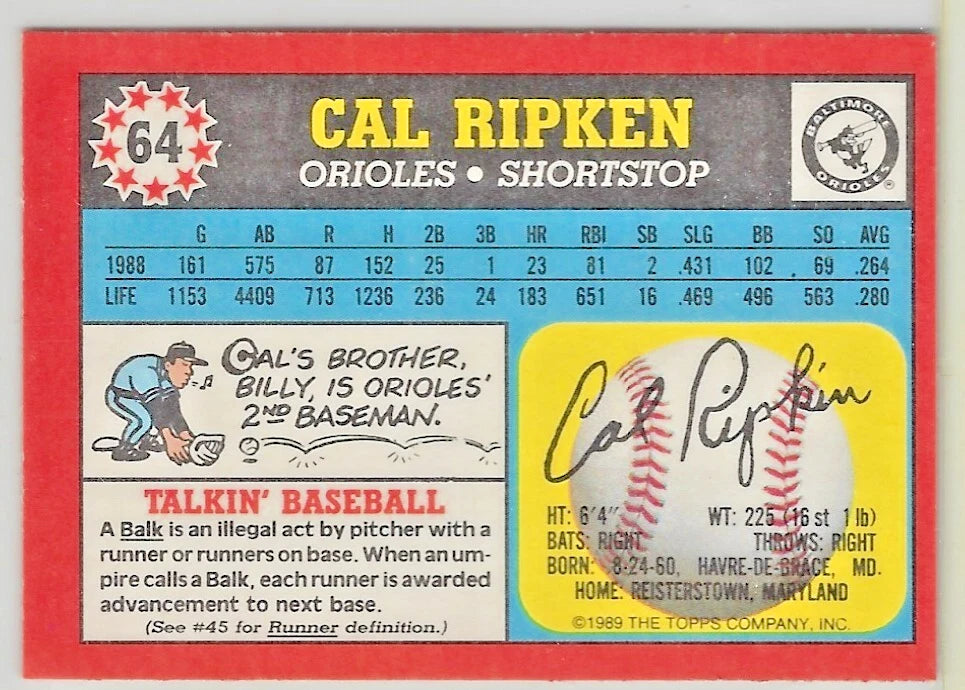 64
CAL RIPKEN
ORIOLES • SHORTSTOP
BALTIMORE
ORIOLES ®
G AB R H 2B 3B HR RBI SB SLG BB SO AVG
1988 161 575 87 152 25 1 23 81 2 .431 102 69 .264
LIFE 1153 4409 713 1236 236 24 183 651 16 .469 496 563 .280
CAL'S BROTHER,
BILLY, IS ORIOLES'
2ND BASEMAN.
TALKIN' BASEBALL
A Balk is an illegal act by pitcher with a
runner or runners on base. When an um-
pire calls a Balk, each runner is awarded
advancement to next base.
(See #45 for Runner definition.)
Cal Ripken
HT: 6'4" WT: 225 (16 st 1 lb)
BATS: RIGHT THROWS: RIGHT
BORN: 8-24-60, HAVRE-DE-GRACE, MD.
HOME: REISTERSTOWN, MARYLAND
©1989 THE TOPPS COMPANY, INC.